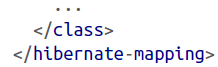 ...
</class>
</hibernate-mapping>